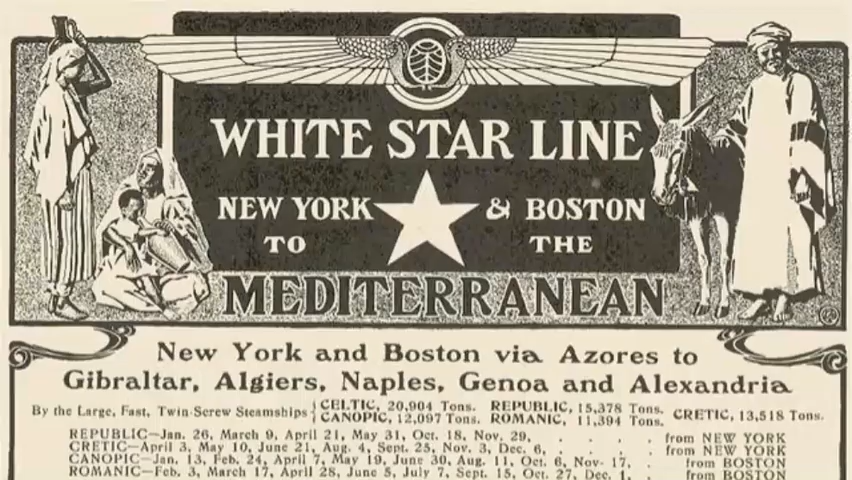 WHITE STAR LINE
NEW YORK & BOSTON
TO THE
MEDITERRANEAN
New York and Boston via Azores to
Gibraltar, Algiers, Naples, Genoa and Alexandria
By the Large, Fast, Twin-Screw Steamships { CELTIC, 20,904 Tons. REPUBLIC, 15,378 Tons. CRETIC, 13,518 Tons.
CANOPIC, 12,097 Tons. ROMANIC, 11,394 Tons.
REPUBLIC—Jan. 26, March 9, April 21, May 31, Oct. 18, Nov. 29, . . . . from NEW YORK
CRETIC—April 3, May 10, June 21, Aug. 4, Sept. 25, Nov. 3, Dec. 6, . . . . from NEW YORK
CANOPIC—Jan. 13, Feb. 24, April 7, May 19, June 30, Aug. 11, Oct. 6, Nov- 17, . . from BOSTON
ROMANIC—Feb. 3, March 17, April 28, June 5, July 7, Sept. 15, Oct. 27, Dec. 1, . . from BOSTON